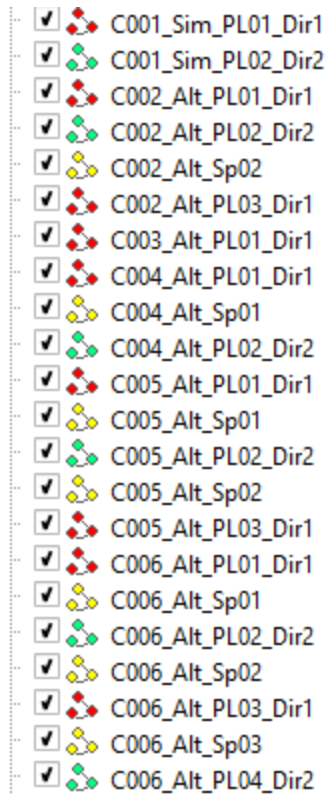 C001_Sim_PL01_Dir1
C001_Sim_PL02_Dir2
C002_Alt_PL01_Dir1
C002_Alt_PL02_Dir2
C002_Alt_Sp02
C002_Alt_PL03_Dir1
C003_Alt_PL01_Dir1
C004_Alt_PL01_Dir1
C004_Alt_Sp01
C004_Alt_PL02_Dir2
C005_Alt_PL01_Dir1
C005_Alt_Sp01
C005_Alt_PL02_Dir2
C005_Alt_Sp02
C005_Alt_PL03_Dir1
C006_Alt_PL01_Dir1
C006_Alt_Sp01
C006_Alt_PL02_Dir2
C006_Alt_Sp02
C006_Alt_PL03_Dir1
C006_Alt_Sp03
C006_Alt_PL04_Dir2